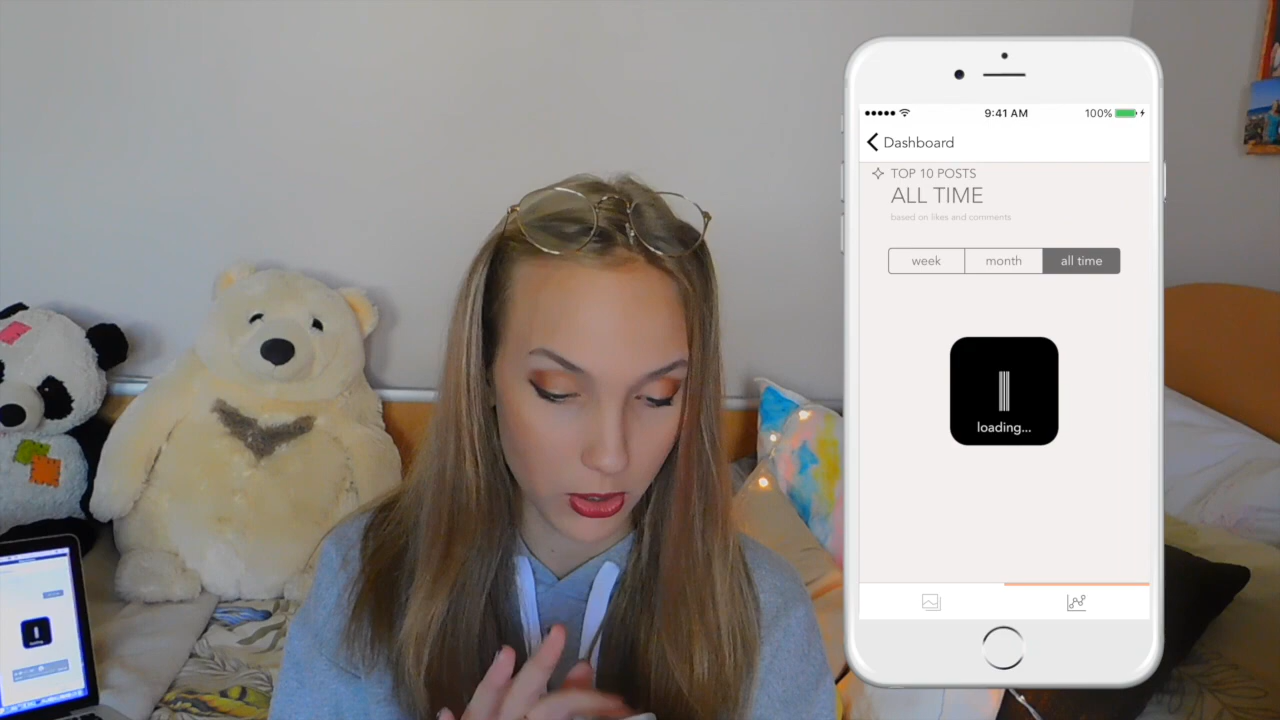 9:41 AM 100%
Dashboard
TOP 10 POSTS
ALL TIME
based on likes and comments
week month all time
loading...